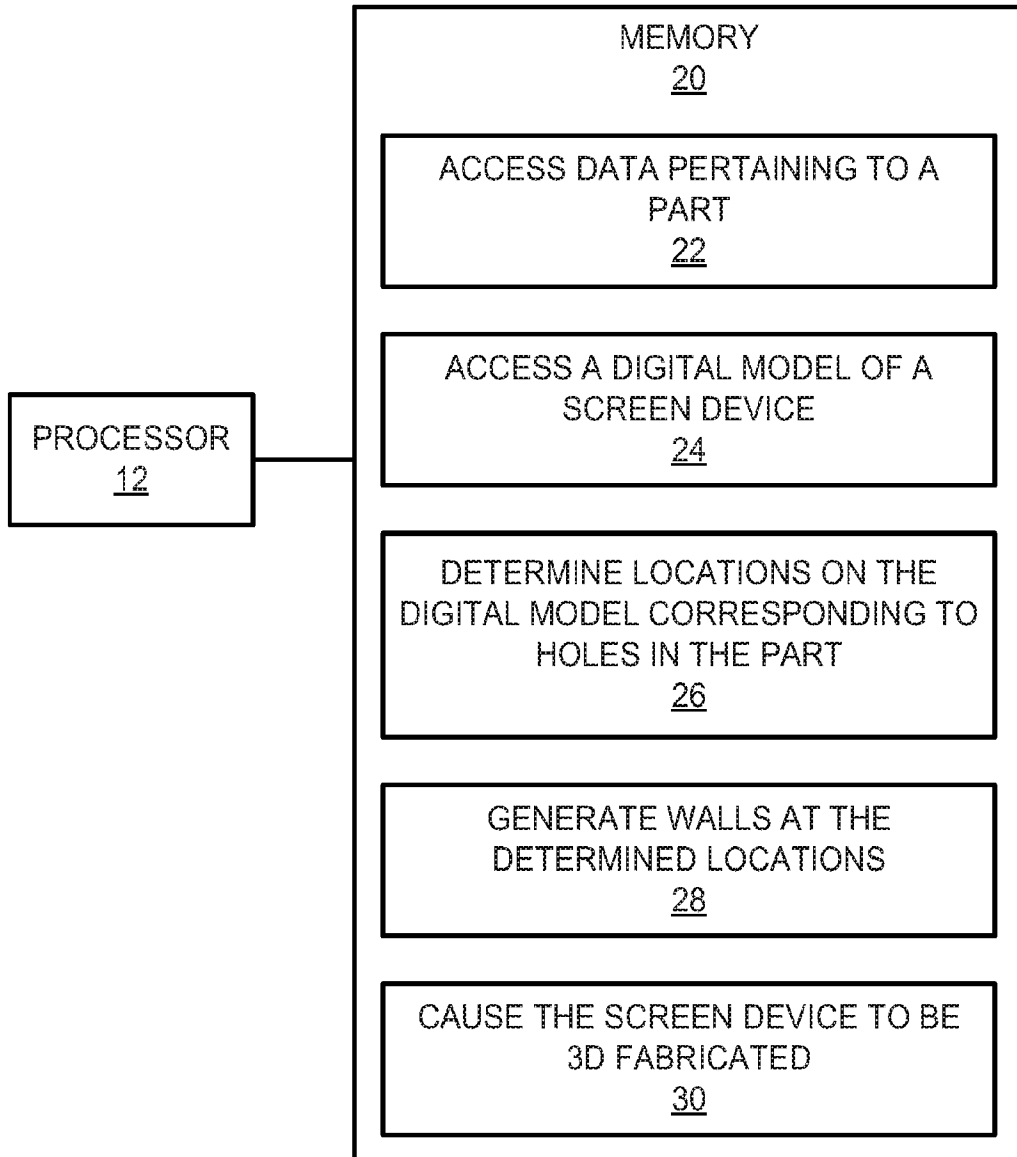 MEMORY
20
ACCESS DATA PERTAINING TO A
PART
22
ACCESS A DIGITAL MODEL OF A
SCREEN DEVICE
24
PROCESSOR
12
DETERMINE LOCATIONS ON THE
DIGITAL MODEL CORRESPONDING TO
HOLES IN THE PART
26
GENERATE WALLS AT THE
DETERMINED LOCATIONS
28
CAUSE THE SCREEN DEVICE TO BE
3D FABRICATED
30